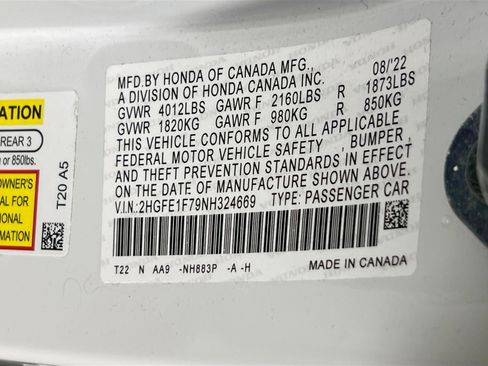 MFD.BY HONDA OF CANADA MFG., 08/'22
A DIVISION OF HONDA CANADA INC.
GVWR 4012LBS GAWR F 2160LBS R 1873LBS
GVWR 1820KG GAWR F 980KG R 850KG
THIS VEHICLE CONFORMS TO ALL APPLICABLE
FEDERAL MOTOR VEHICLE SAFETY , BUMPER,
AND THEFT PREVENTION STANDARDS IN EFFECT
ON THE DATE OF MANUFACTURE SHOWN ABOVE.
V.I.N:2HGFE1F79NH324669 TYPE: PASSENGER CAR
T22 N AA9 -NH883P -A -H
MADE IN CANADA
ATION
REAR 3
or 850lbs.
OWNER'S
AL FOR
IONAL
RMATION
T20 A5